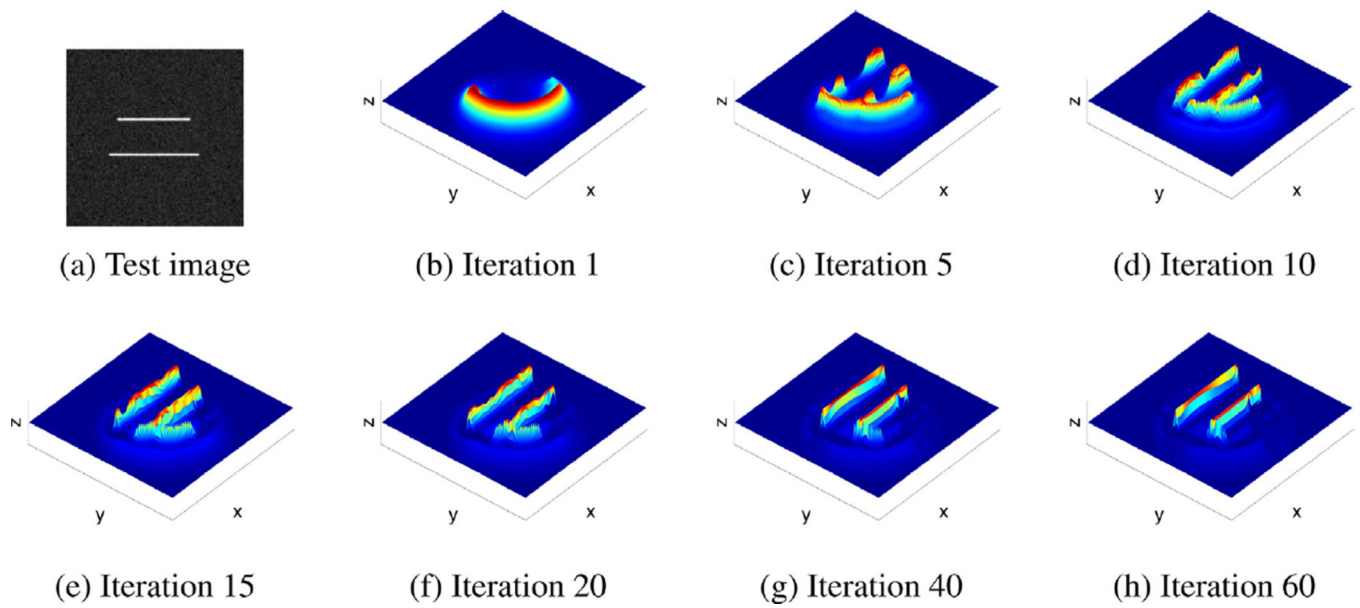 z
y
x
z
y
x
z
y
x
(a) Test image
(b) Iteration 1
(c) Iteration 5
(d) Iteration 10
z
y
x
z
y
x
z
y
x
z
y
x
(e) Iteration 15
(f) Iteration 20
(g) Iteration 40
(h) Iteration 60